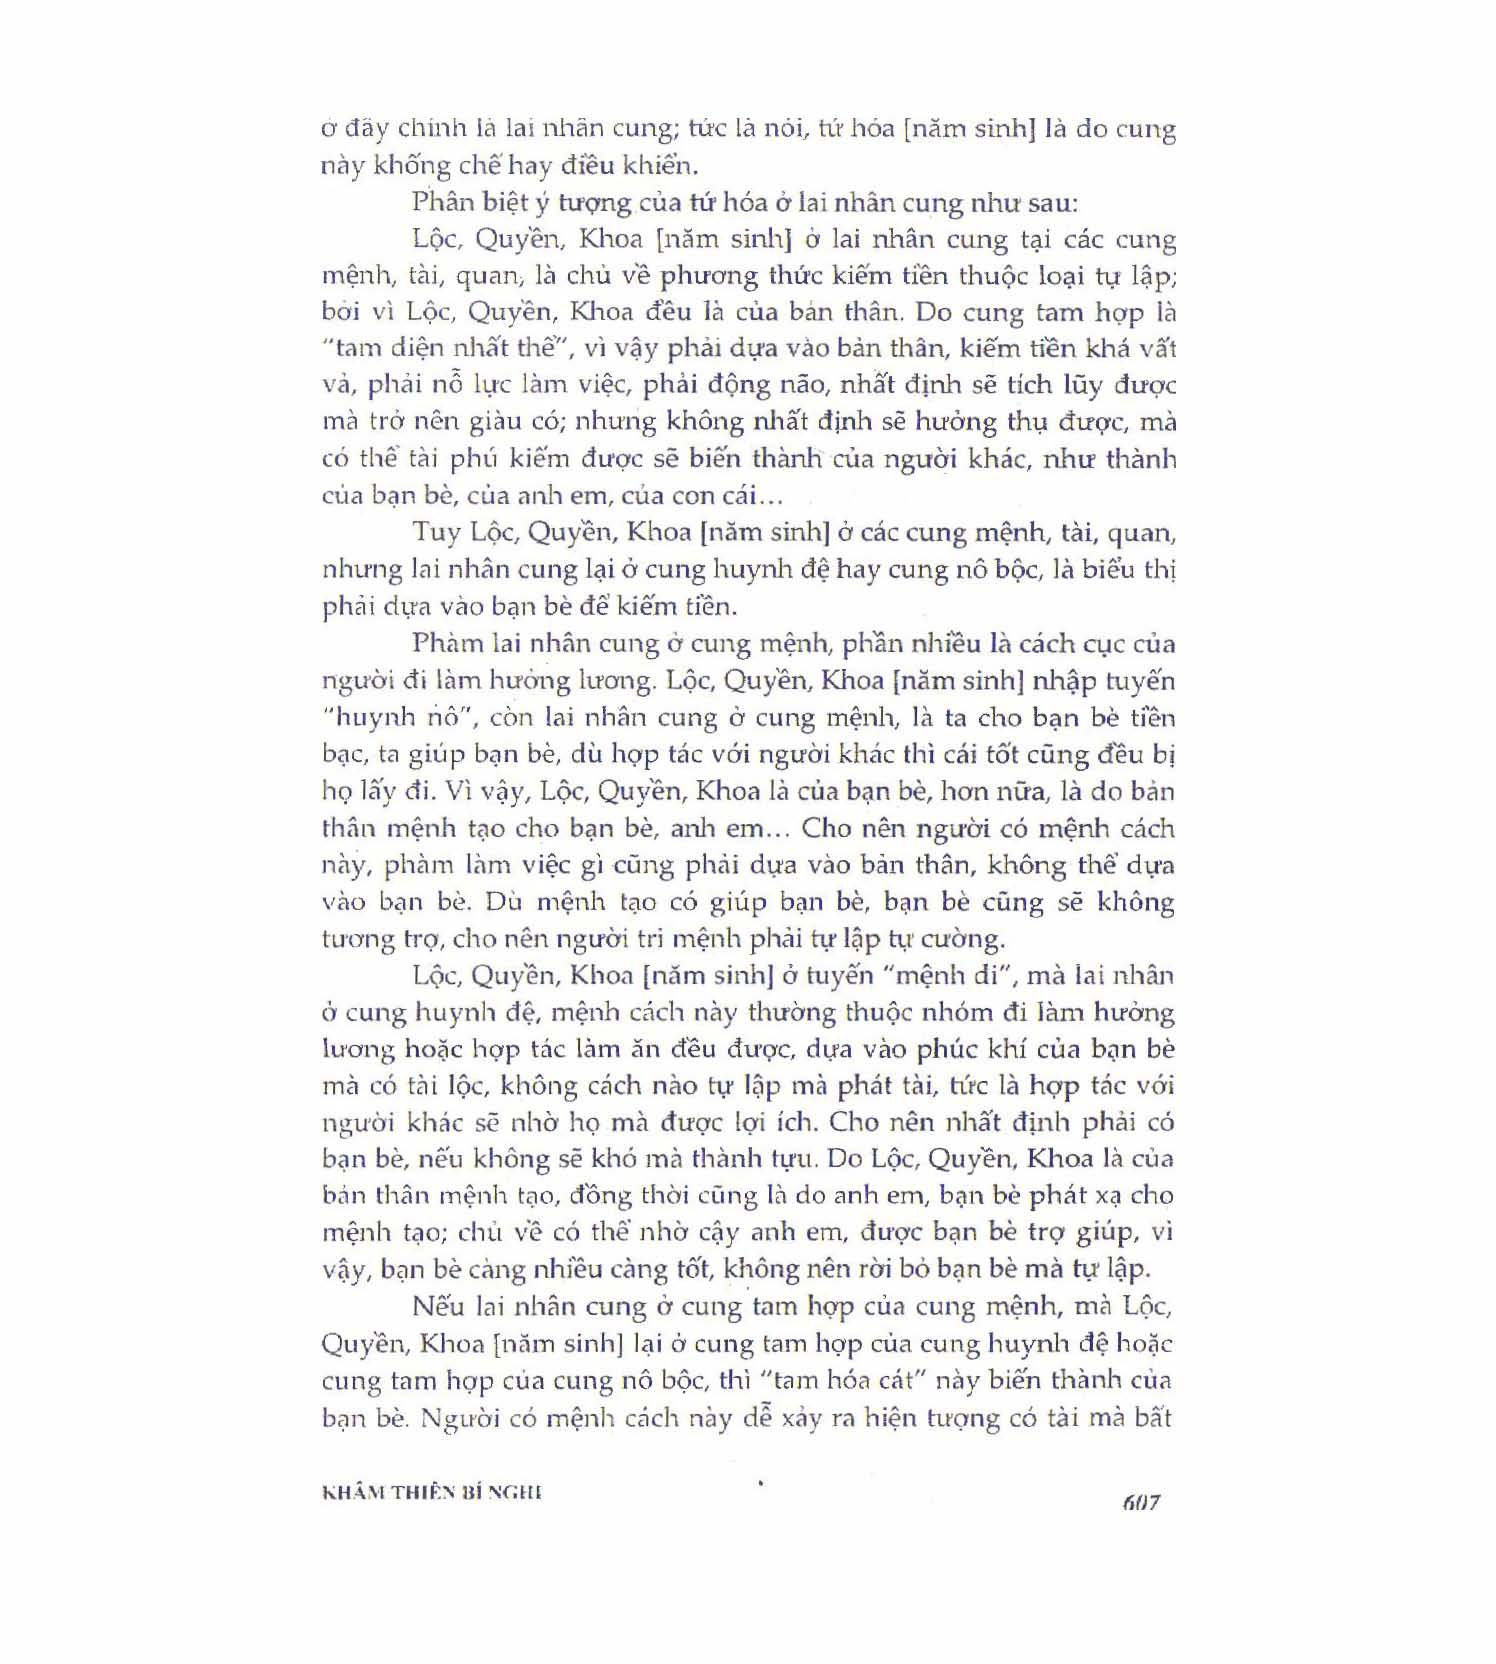 ở đây chính là lai nhân cung; tức là nói, tứ hóa [năm sinh] là do cung
này khống chế hay điều khiển.
Phân biệt ý tượng của tứ hóa ở lai nhân cung như sau:
Lộc, Quyền, Khoa [năm sinh] ở lai nhân cung tại các cung
mệnh, tài, quan, là chủ về phương thức kiếm tiền thuộc loại tự lập;
bởi vì Lộc, Quyền, Khoa đều là của bản thân. Do cung tam hợp là
"tam diện nhất thể", vì vậy phải dựa vào bản thân, kiếm tiền khá vất
vả, phải nỗ lực làm việc, phải động não, nhất định sẽ tích lũy được
mà trở nên giàu có; nhưng không nhất định sẽ hưởng thụ được, mà
có thể tài phú kiếm được sẽ biến thành của người khác, như thành
của bạn bè, của anh em, của con cái...
Tuy Lộc, Quyền, Khoa [năm sinh] ở các cung mệnh, tài, quan,
nhưng lai nhân cung lại ở cung huynh đệ hay cung nô bộc, là biểu thị
phải dựa vào bạn bè để kiếm tiền.
Phàm lai nhân cung ở cung mệnh, phần nhiều là cách cục của
người đi làm hưởng lương. Lộc, Quyền, Khoa [năm sinh] nhập tuyến
"huynh nô", còn lai nhân cung ở cung mệnh, là ta cho bạn bè tiền
bạc, ta giúp bạn bè, dù hợp tác với người khác thì cái tốt cũng đều bị
họ lấy đi. Vì vậy, Lộc, Quyền, Khoa là của bạn bè, hơn nữa, là do bản
thân mệnh tạo cho bạn bè, anh em... Cho nên người có mệnh cách
này, phàm làm việc gì cũng phải dựa vào bản thân, không thể dựa
vào bạn bè. Dù mệnh tạo có giúp bạn bè, bạn bè cũng sẽ không
tương trợ, cho nên người tri mệnh phải tự lập tự cường.
Lộc, Quyền, Khoa [năm sinh] ở tuyến "mệnh di", mà lai nhân
ở cung huynh đệ, mệnh cách này thường thuộc nhóm đi làm hưởng
lương hoặc hợp tác làm ăn đều được, dựa vào phúc khí của bạn bè
mà có tài lộc, không cách nào tự lập mà phát tài, tức là hợp tác với
người khác sẽ nhờ họ mà được lợi ích. Cho nên nhất định phải có
bạn bè, nếu không sẽ khó mà thành tựu. Do Lộc, Quyền, Khoa là của
bản thân mệnh tạo, đồng thời cũng là do anh em, bạn bè phát xạ cho
mệnh tạo; chủ về có thể nhờ cậy anh em, được bạn bè trợ giúp, vì
vậy, bạn bè càng nhiều càng tốt, không nên rời bỏ bạn bè mà tự lập.
Nếu lai nhân cung ở cung tam hợp của cung mệnh, mà Lộc,
Quyền, Khoa [năm sinh] lại ở cung tam hợp của cung huynh đệ hoặc
cung tam hợp của cung nô bộc, thì "tam hóa cát" này biến thành của
bạn bè. Người có mệnh cách này dễ xảy ra hiện tượng có tài mà bất
KHÂM THIÊN BÍ NGHI
607